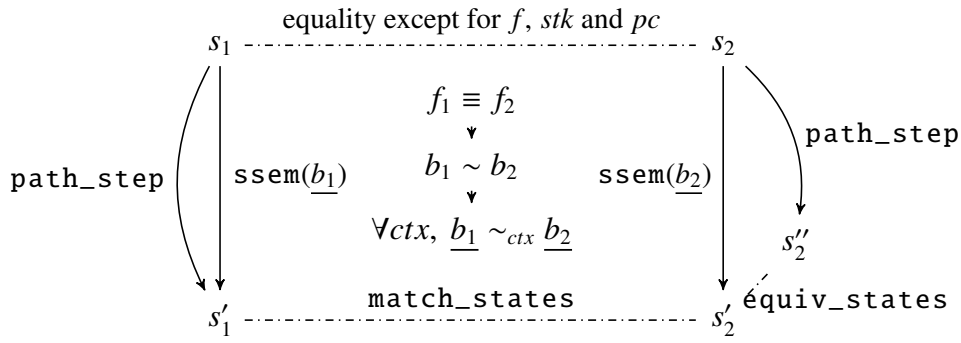 equality except for f, stk and pc
s₁ s₂
f₁ ≡ f₂
path_step
b₁ ∼ b₂
path_step ssem(b₁) ssem(b₂)
∀ctx, b₁ ∼ctx b₂
s₂′′
match_states equiv_states
s₁′ s₂′